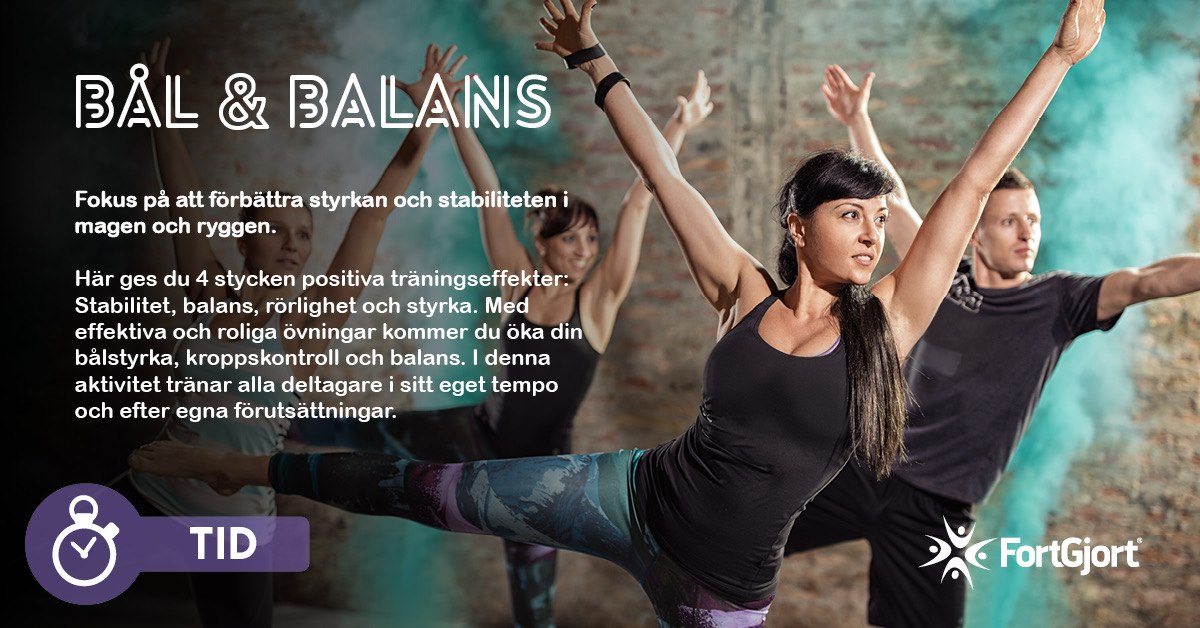 BÅL & BALANS
Fokus på att förbättra styrkan och stabiliteten i
magen och ryggen.
Här ges du 4 stycken positiva träningseffekter:
Stabilitet, balans, rörlighet och styrka. Med
effektiva och roliga övningar kommer du öka din
bålstyrka, kroppskontroll och balans. I denna
aktivitet tränar alla deltagare i sitt eget tempo
och efter egna förutsättningar.
TID
FortGjort®